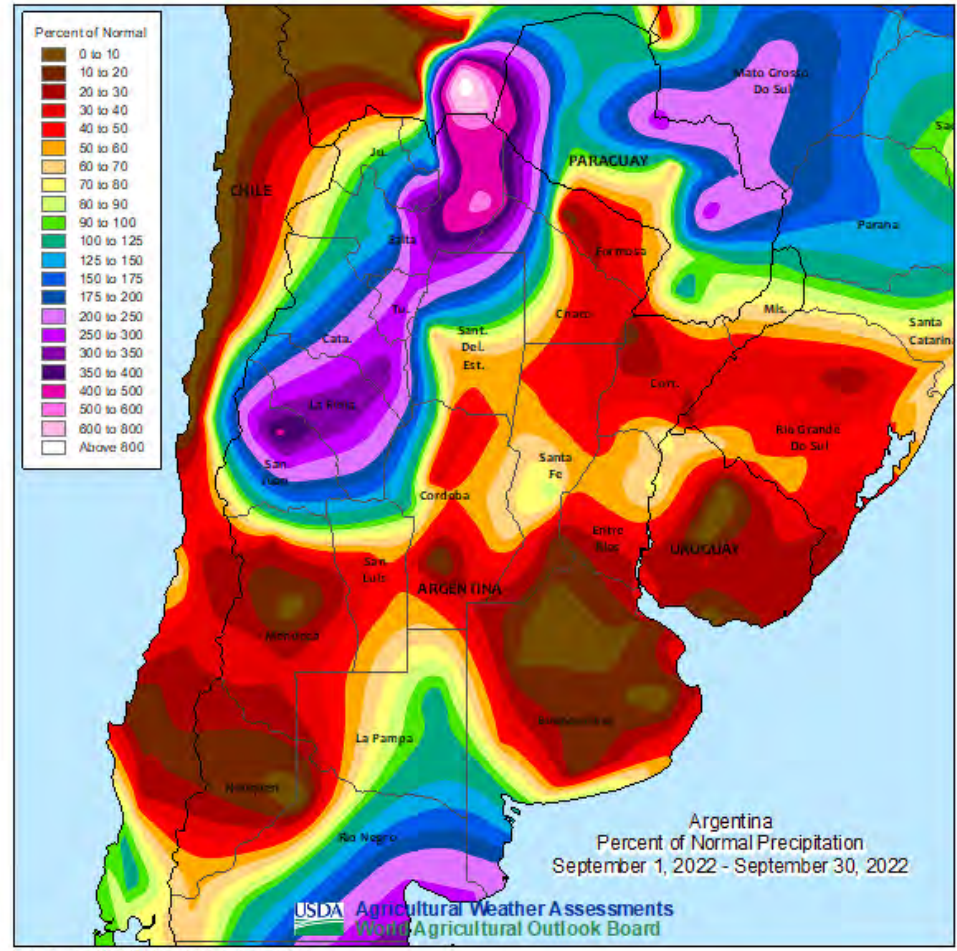 Percent of Normal
0 to 10
10 to 20
20 to 30
30 to 40
40 to 50
50 to 60
60 to 70
70 to 80
80 to 90
90 to 100
100 to 125
125 to 150
150 to 175
175 to 200
200 to 250
250 to 300
300 to 350
350 to 400
400 to 500
500 to 600
600 to 800
Above 800
Mato Grosso
Do Sul
Sao
Ju.
PARAGUAY
CHILE
Parana
Salta
Formosa
Tu.
Chaco
Mis.
Santa
Catarin
Cata.
Sant.
Del.
Est.
Corr.
La Rioja
Rio Grande
Do Sul
San
Juan
Santa
Fe
Cordoba
Entre
Rios
URUGUAY
San
Luis
ARGENTINA
Mendoza
Buenos Aires
La Pampa
Neuquen
Rio Negro
Argentina
Percent of Normal Precipitation
September 1, 2022 - September 30, 2022
USDA Agricultural Weather Assessments
World Agricultural Outlook Board